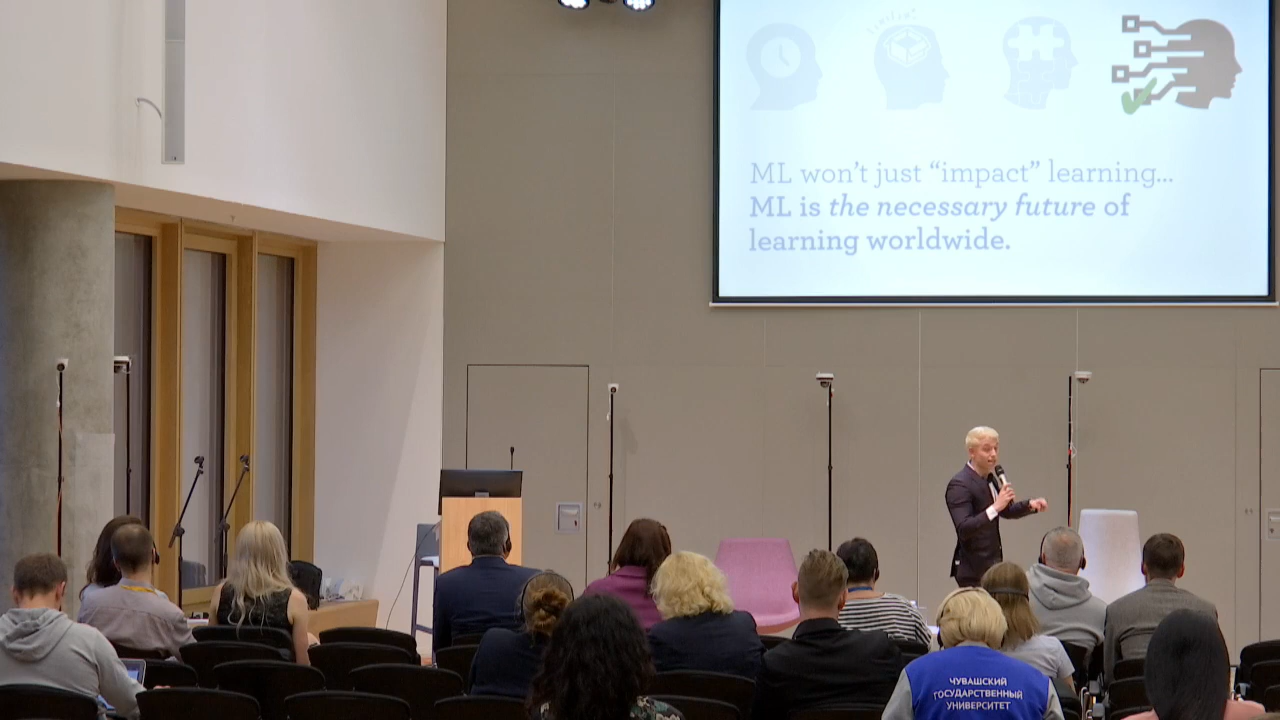 ML won’t just “impact” learning...
ML is the necessary future of
learning worldwide.
ЧУВАШСКИЙ
ГОСУДАРСТВЕННЫЙ
УНИВЕРСИТЕТ